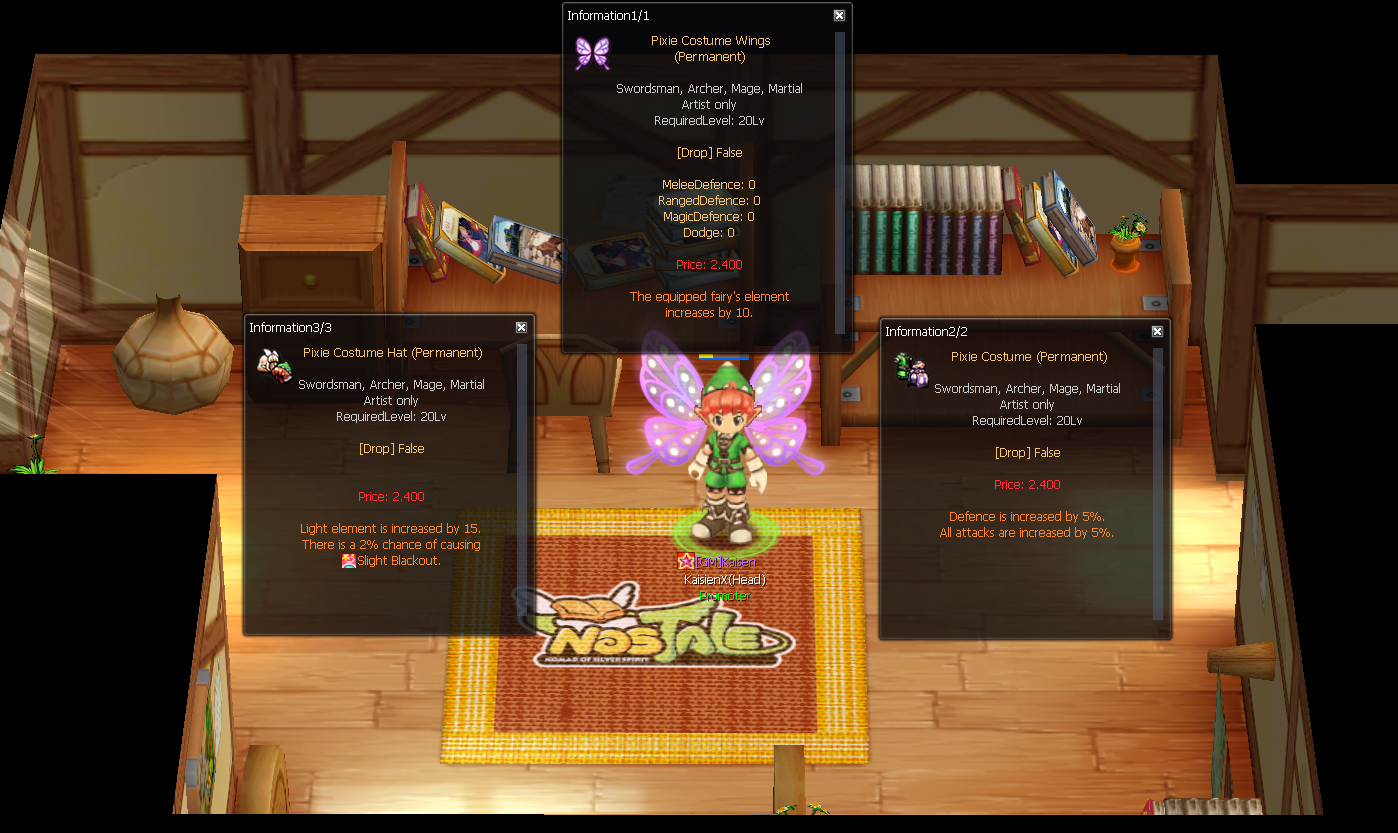 Information1/1
Pixie Costume Wings
(Permanent)
Swordsman, Archer, Mage, Martial
Artist only
RequiredLevel: 20Lv
[Drop] False
MeleeDefence: 0
RangedDefence: 0
MagicDefence: 0
Dodge: 0
Price: 2.400
The equipped fairy's element
increases by 10.
Information3/3
Pixie Costume Hat (Permanent)
Swordsman, Archer, Mage, Martial
Artist only
RequiredLevel: 20Lv
[Drop] False
Price: 2.400
Light element is increased by 15.
There is a 2% chance of causing
Slight Blackout.
Information2/2
Pixie Costume (Permanent)
Swordsman, Archer, Mage, Martial
Artist only
RequiredLevel: 20Lv
[Drop] False
Price: 2.400
Defence is increased by 5%.
All attacks are increased by 5%.
[GM]Kaisen
KaisienX(Head)
Promoter
NosTale
NOMAD OF SILVER SPIRIT